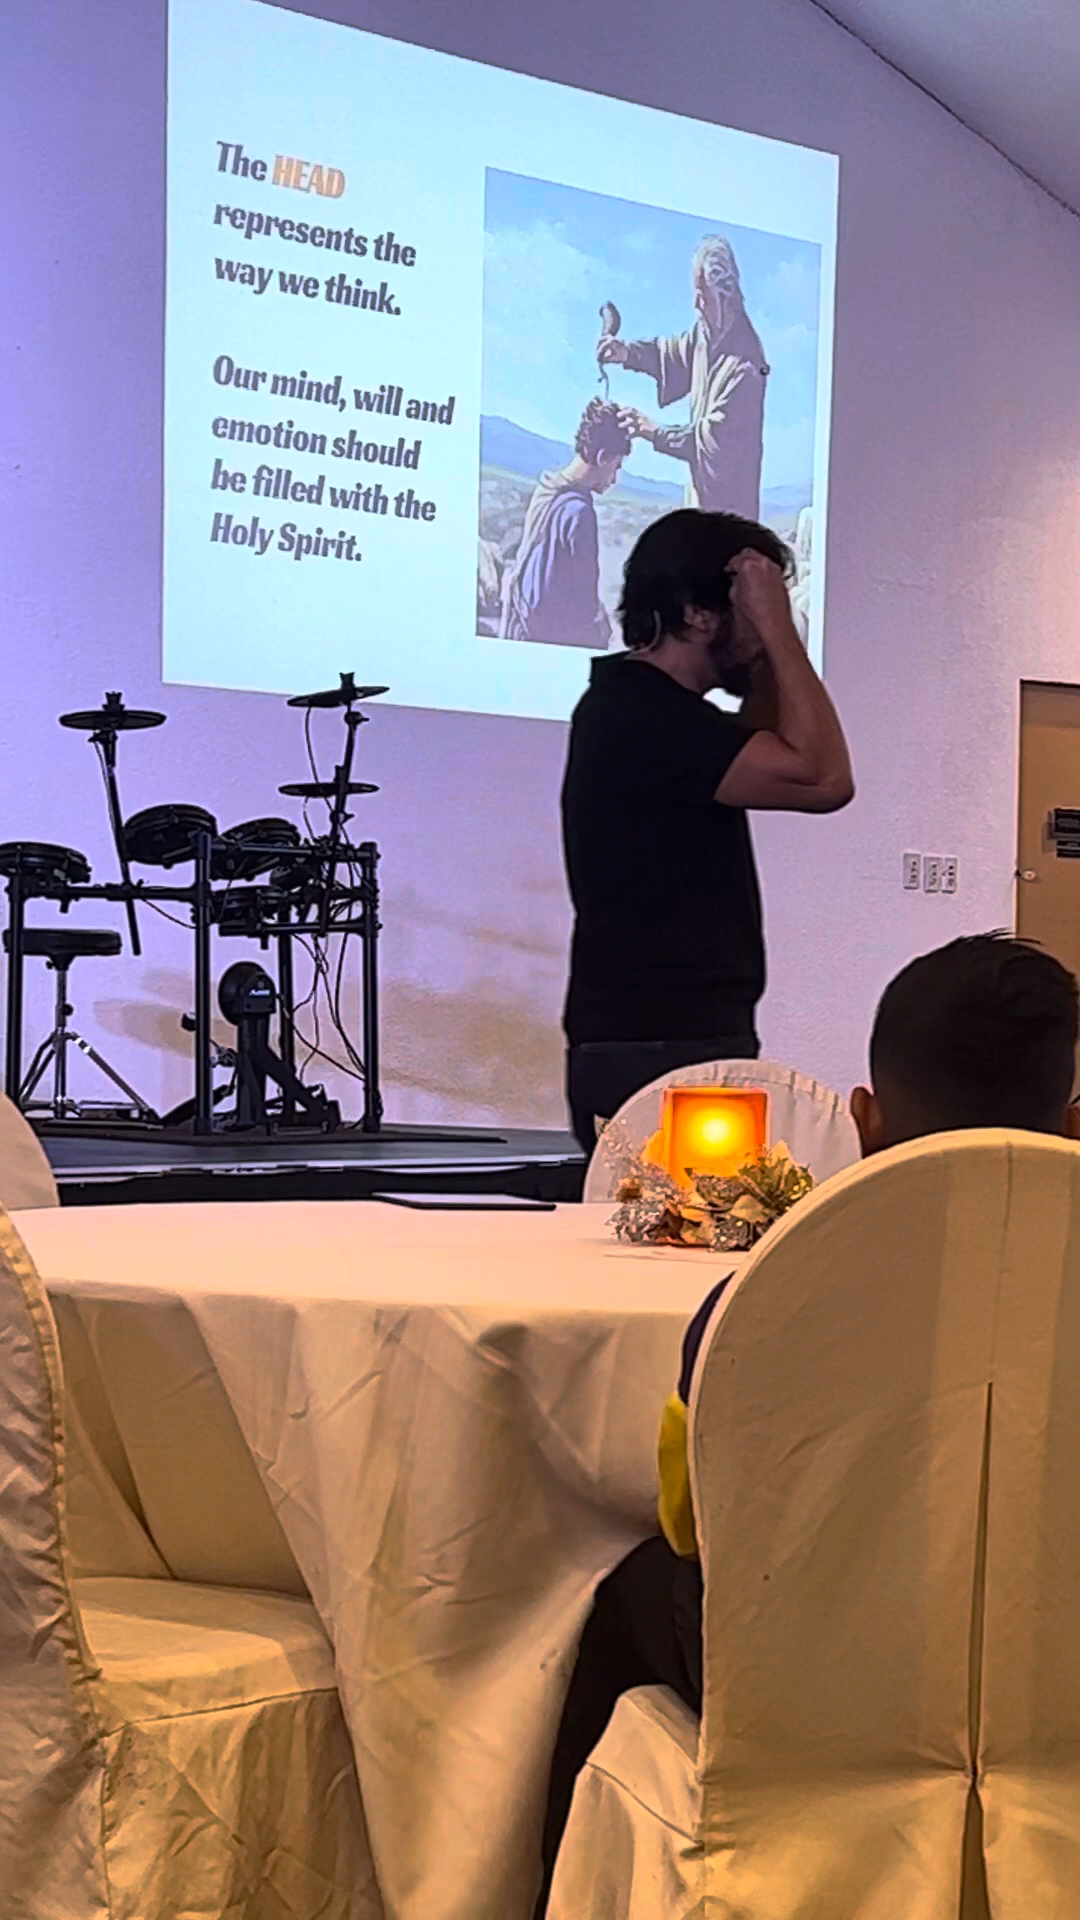 The HEAD
represents the
way we think.
Our mind, will and
emotion should
be filled with the
Holy Spirit.